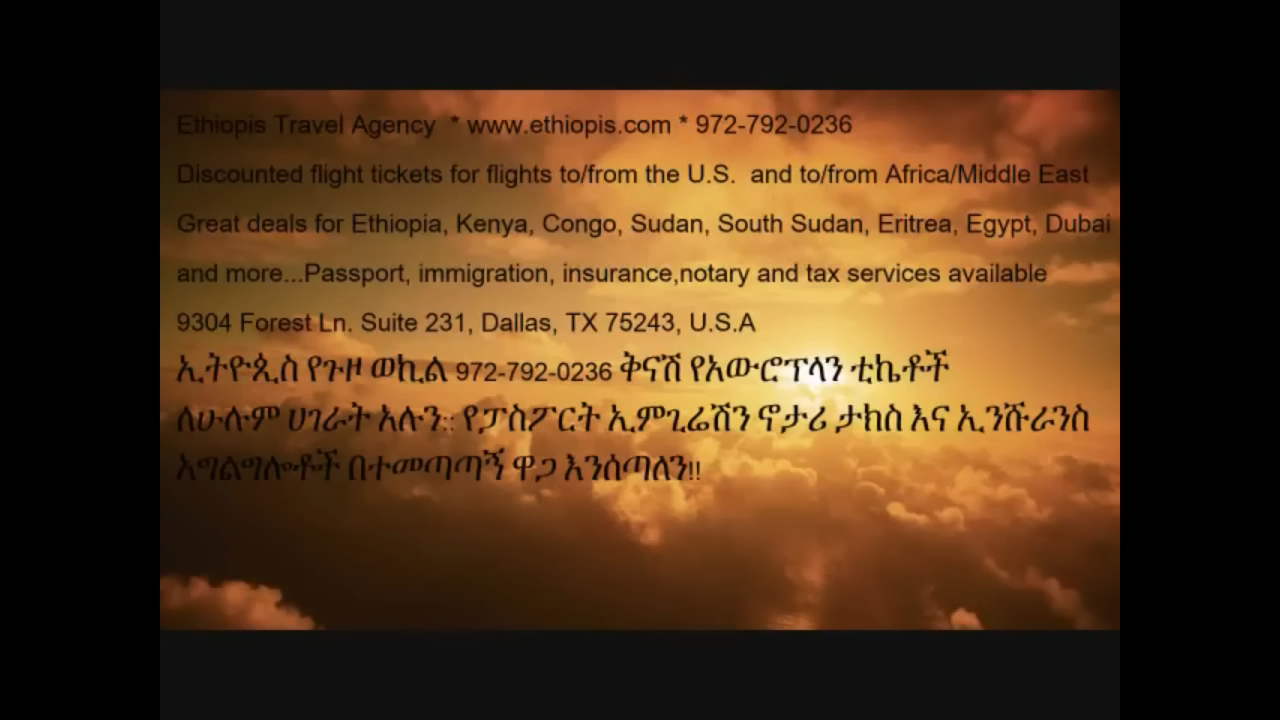 Ethiopis Travel Agency * www.ethiopis.com * 972-792-0236
Discounted flight tickets for flights to/from the U.S. and to/from Africa/Middle East
Great deals for Ethiopia, Kenya, Congo, Sudan, South Sudan, Eritrea, Egypt, Dubai
and more...Passport, immigration, insurance,notary and tax services available
9304 Forest Ln. Suite 231, Dallas, TX 75243, U.S.A
ኢትዮጲስ የጉዞ ወኪል 972-792-0236 ቅናሽ የአውሮፕላን ቲኬቶች
ለሁሉም ሀገራት አሉን:: የፓስፖርት ኢምጊሬሽን ኖታሪ ታክስ እና ኢንሹራንስ
አግልግሎቶች በተመጣጣኝ ዋጋ እንሰጣለን!!